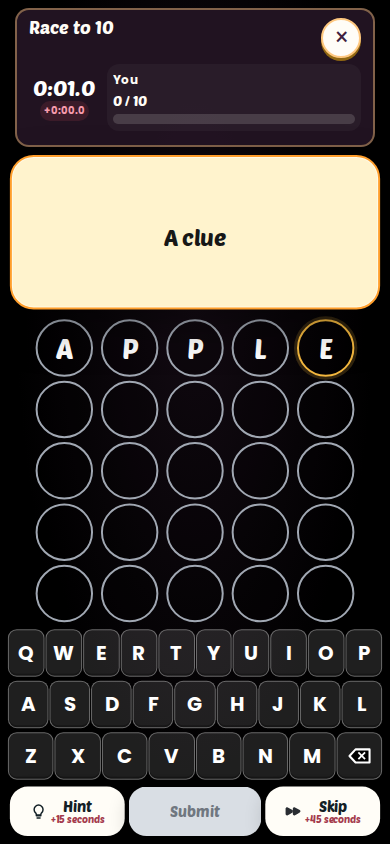 Race to 10
×
0:01.0
+0:00.0
You
0 / 10
A clue
A P P L E
Q W E R T Y U I O P
A S D F G H J K L
Z X C V B N M
Hint
+15 seconds
Submit
Skip
+45 seconds